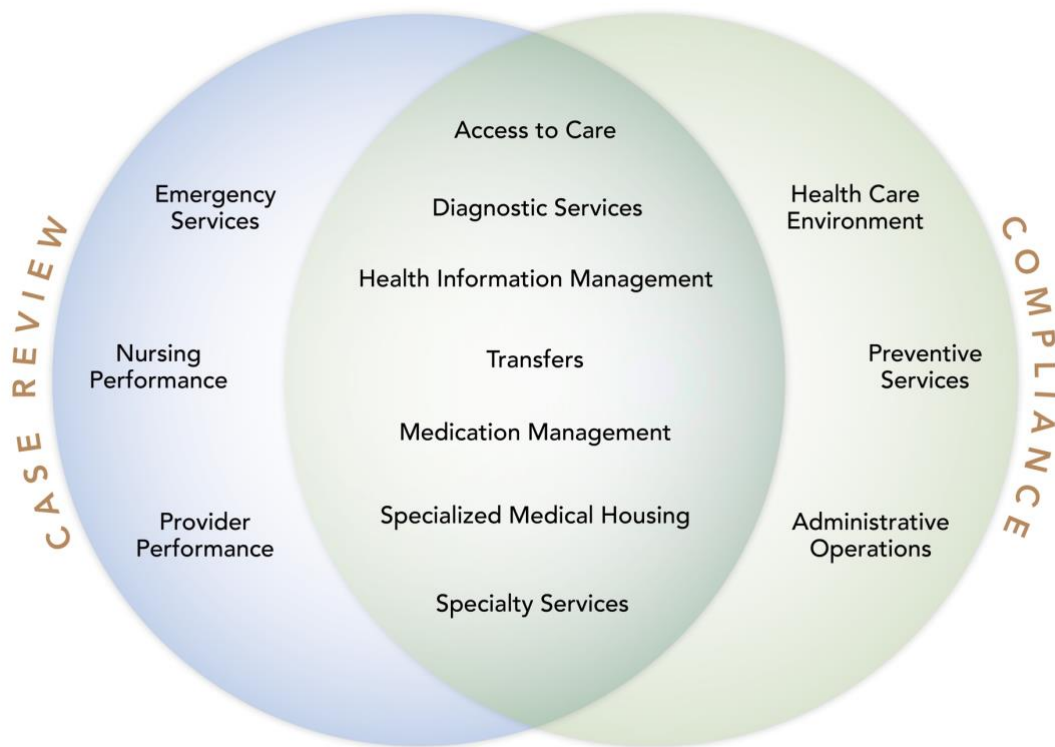 CASE REVIEW
Emergency
Services
Nursing
Performance
Provider
Performance
Access to Care
Diagnostic Services
Health Information Management
Transfers
Medication Management
Specialized Medical Housing
Specialty Services
Health Care
Environment
Preventive
Services
Administrative
Operations
COMPLIANCE